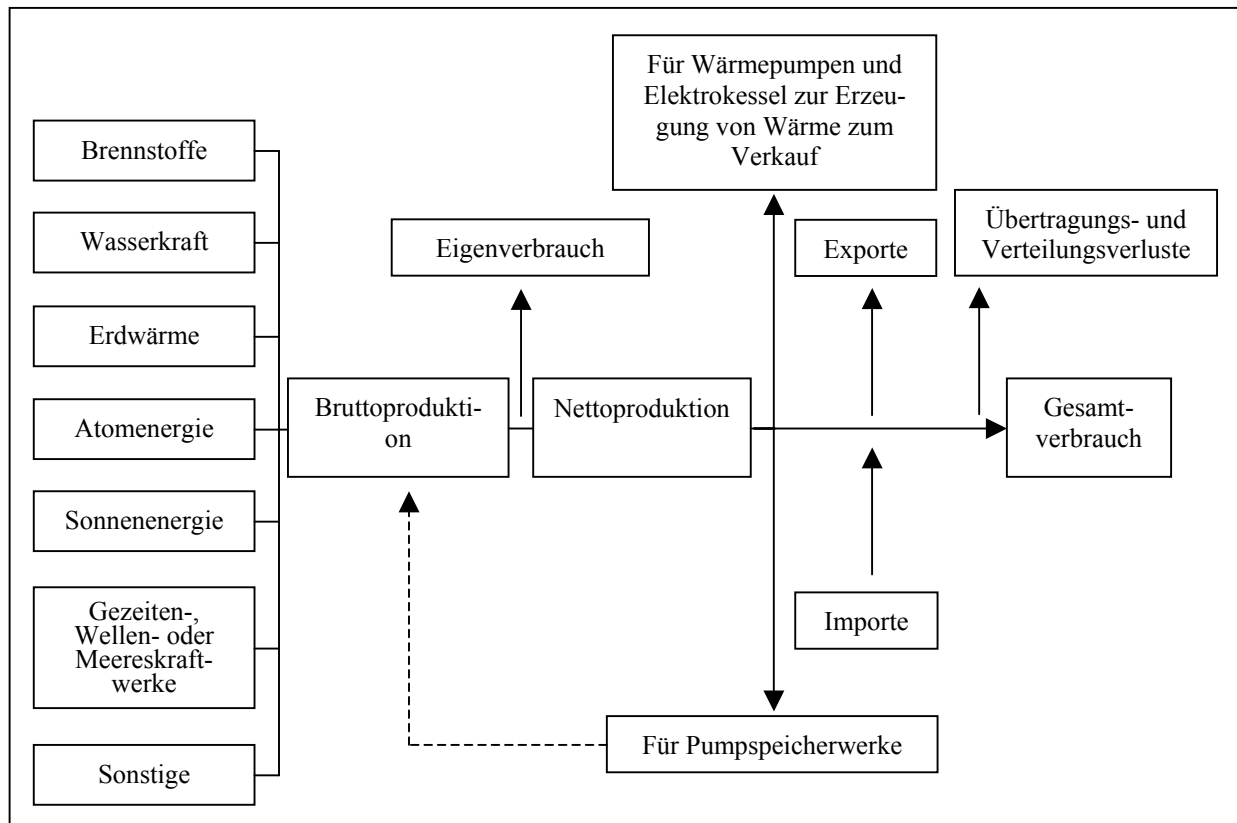 Brennstoffe
Wasserkraft
Erdwärme
Atomenergie
Sonnenenergie
Gezeiten-,
Wellen- oder
Meereskraft-
werke
Sonstige
Bruttoprodukti-
on
Eigenverbrauch
Nettoproduktion
Für Wärmepumpen und
Elektrokessel zur Erzeu-
gung von Wärme zum
Verkauf
Exporte
Übertragungs- und
Verteilungsverluste
Gesamt-
verbrauch
Importe
Für Pumpspeicherwerke